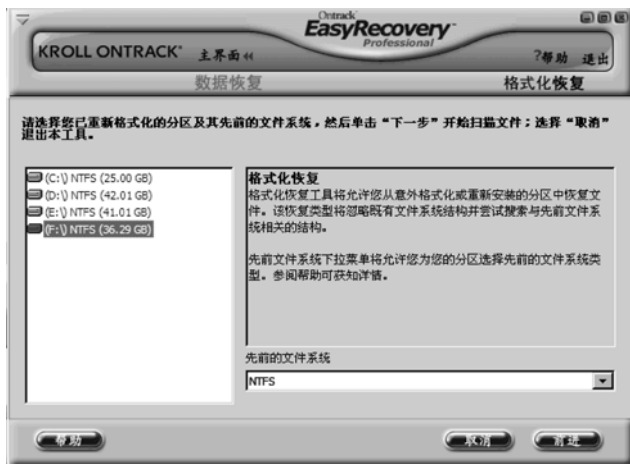 Ontrack®
EasyRecovery™
Professional
KROLL ONTRACK® 主界面 ?帮助 退出
数据恢复 格式化恢复
请选择您已重新格式化的分区及其先前的文件系统，然后单击“下一步”开始扫描文件；选择“取消”
退出本工具。
(C:\) NTFS (25.00 GB)
(D:\) NTFS (42.01 GB)
(E:\) NTFS (41.01 GB)
(F:\) NTFS (36.29 GB)
格式化恢复
格式化恢复工具将允许您从意外格式化或重新安装的分区中恢复文
件。该恢复类型将忽略既有文件系统结构并尝试搜索与先前文件系
统相关的结构。
先前文件系统下拉菜单将允许您为您的分区选择先前的文件系统类
型。参阅帮助可获知详情。
先前的文件系统
NTFS
帮助 取消 前进